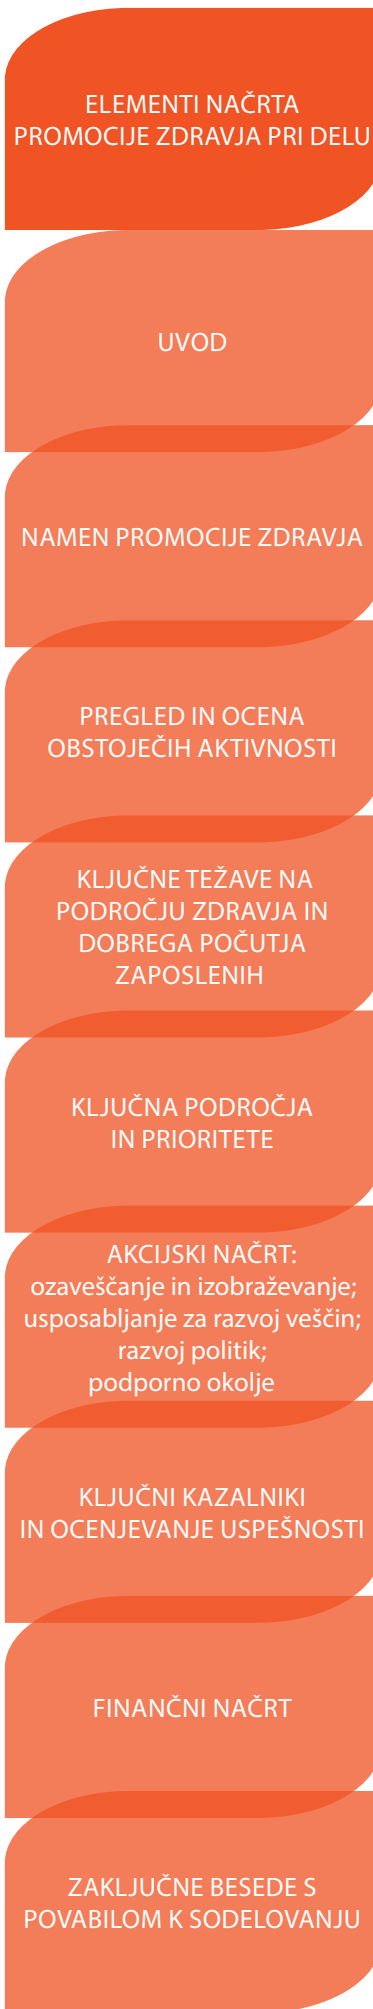 ELEMENTI NAČRTA
PROMOCIJE ZDRAVJA PRI DELU
UVOD
NAMEN PROMOCIJE ZDRAVJA
PREGLED IN OCENA
OBSTOJEČIH AKTIVNOSTI
KLJUČNE TEŽAVE NA
PODROČJU ZDRAVJA IN
DOBREGA POČUTJA
ZAPOSLENIH
KLJUČNA PODROČJA
IN PRIORITETE
AKCIJSKI NAČRT:
ozaveščanje in izobraževanje;
usposabljanje za razvoj veščin;
razvoj politik;
podporno okolje
KLJUČNI KAZALNIKI
IN OCENJEVANJE USPEŠNOSTI
FINANČNI NAČRT
ZAKLJUČNE BESEDE S
POVABILOM K SODELOVANJU